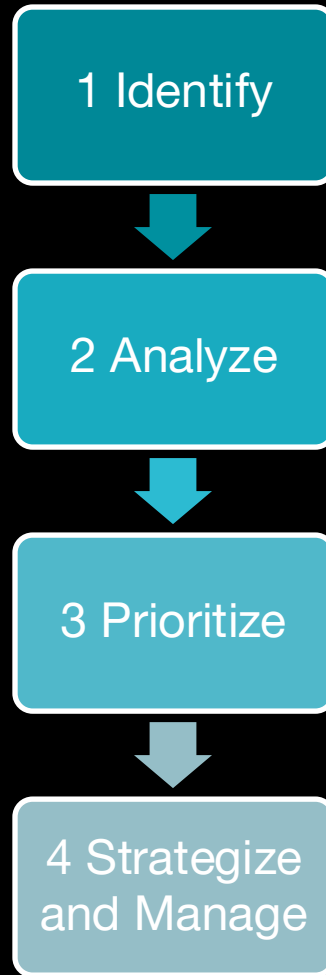 1 Identify
2 Analyze
3 Prioritize
4 Strategize
and Manage